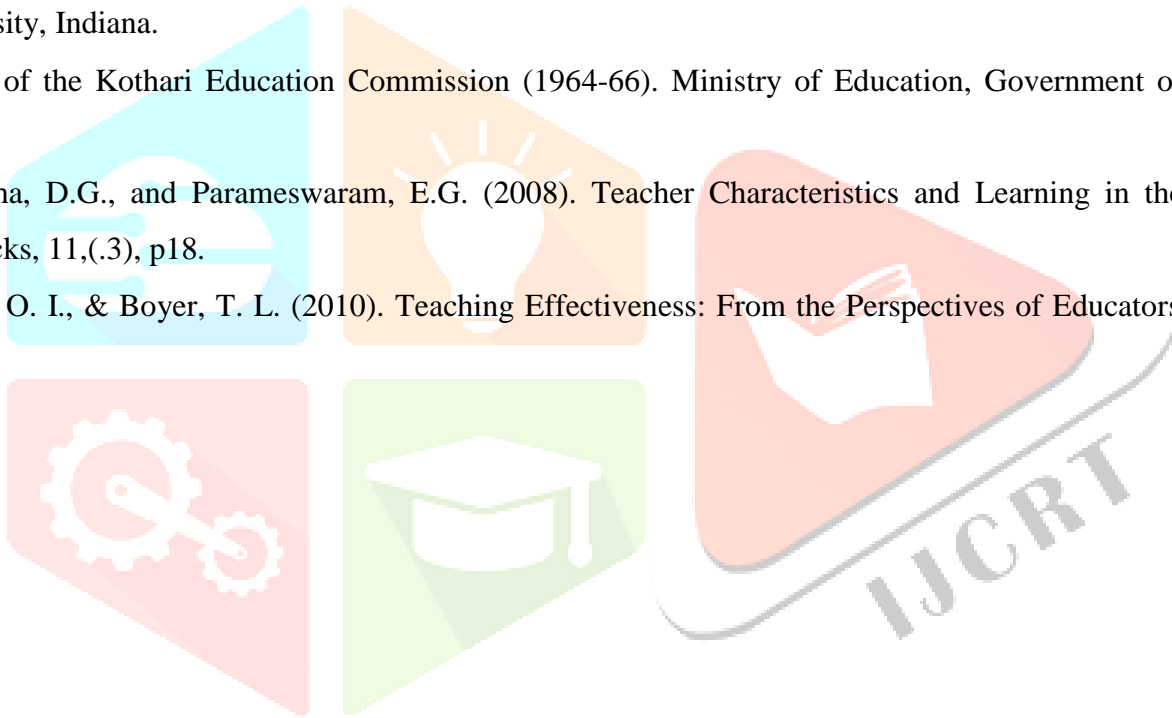 sity, Indiana.
of the Kothari Education Commission (1964-66). Ministry of Education, Government o
na, D.G., and Parameswaram, E.G. (2008). Teacher Characteristics and Learning in the
cks, 11,(.3), p18.
O. I., & Boyer, T. L. (2010). Teaching Effectiveness: From the Perspectives of Educators
IJCRT